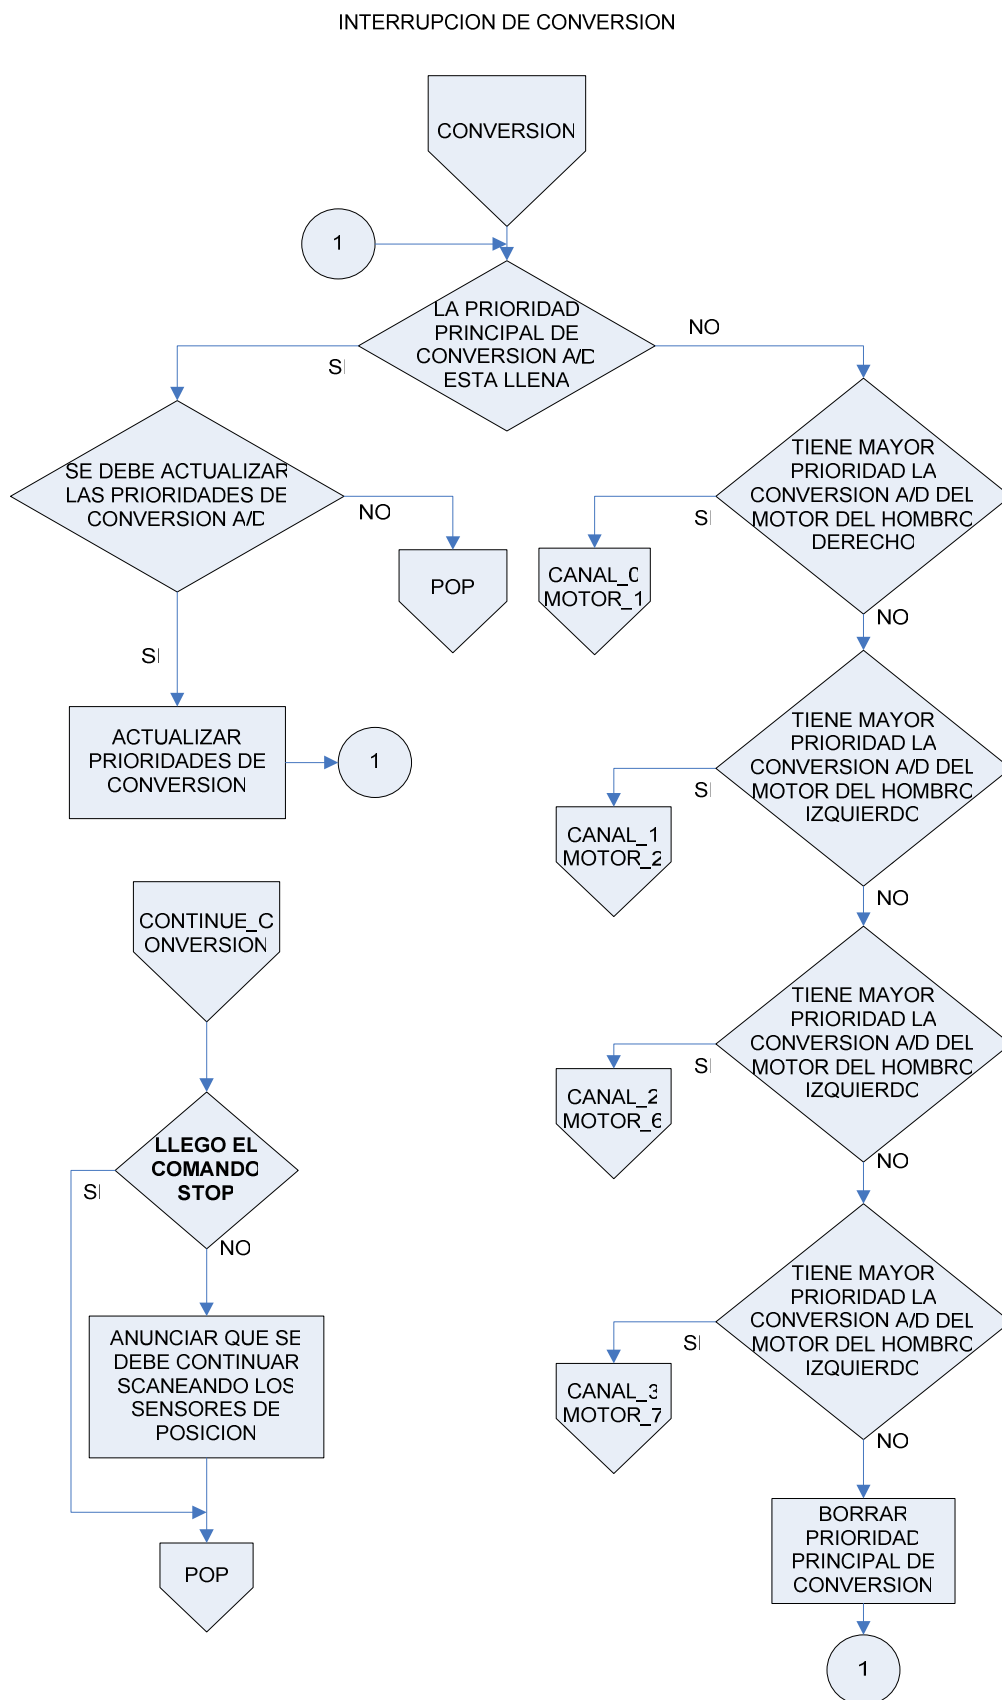 INTERRUPCION DE CONVERSION
CONVERSION
1
LA PRIORIDAD
PRINCIPAL DE
CONVERSION A/D
ESTA LLENA
NO
SI
TIENE MAYOR
PRIORIDAD LA
CONVERSION A/D DEL
MOTOR DEL HOMBRO
DERECHO
SE DEBE ACTUALIZAR
LAS PRIORIDADES DE
CONVERSION A/D
NO
SI
POP
CANAL_0
MOTOR_1
NO
SI
TIENE MAYOR
PRIORIDAD LA
CONVERSION A/D DEL
MOTOR DEL HOMBRO
IZQUIERDO
ACTUALIZAR
PRIORIDADES DE
CONVERSION
1
SI
CANAL_1
MOTOR_2
NO
CONTINUE_C
ONVERSION
TIENE MAYOR
PRIORIDAD LA
CONVERSION A/D DEL
MOTOR DEL HOMBRO
IZQUIERDO
SI
CANAL_2
MOTOR_6
NO
LLEGO EL
COMANDO
STOP
SI
NO
TIENE MAYOR
PRIORIDAD LA
CONVERSION A/D DEL
MOTOR DEL HOMBRO
IZQUIERDO
SI
ANUNCIAR QUE SE
DEBE CONTINUAR
SCANEANDO LOS
SENSORES DE
POSICION
CANAL_3
MOTOR_7
NO
BORRAR
PRIORIDAD
PRINCIPAL DE
CONVERSION
POP
1